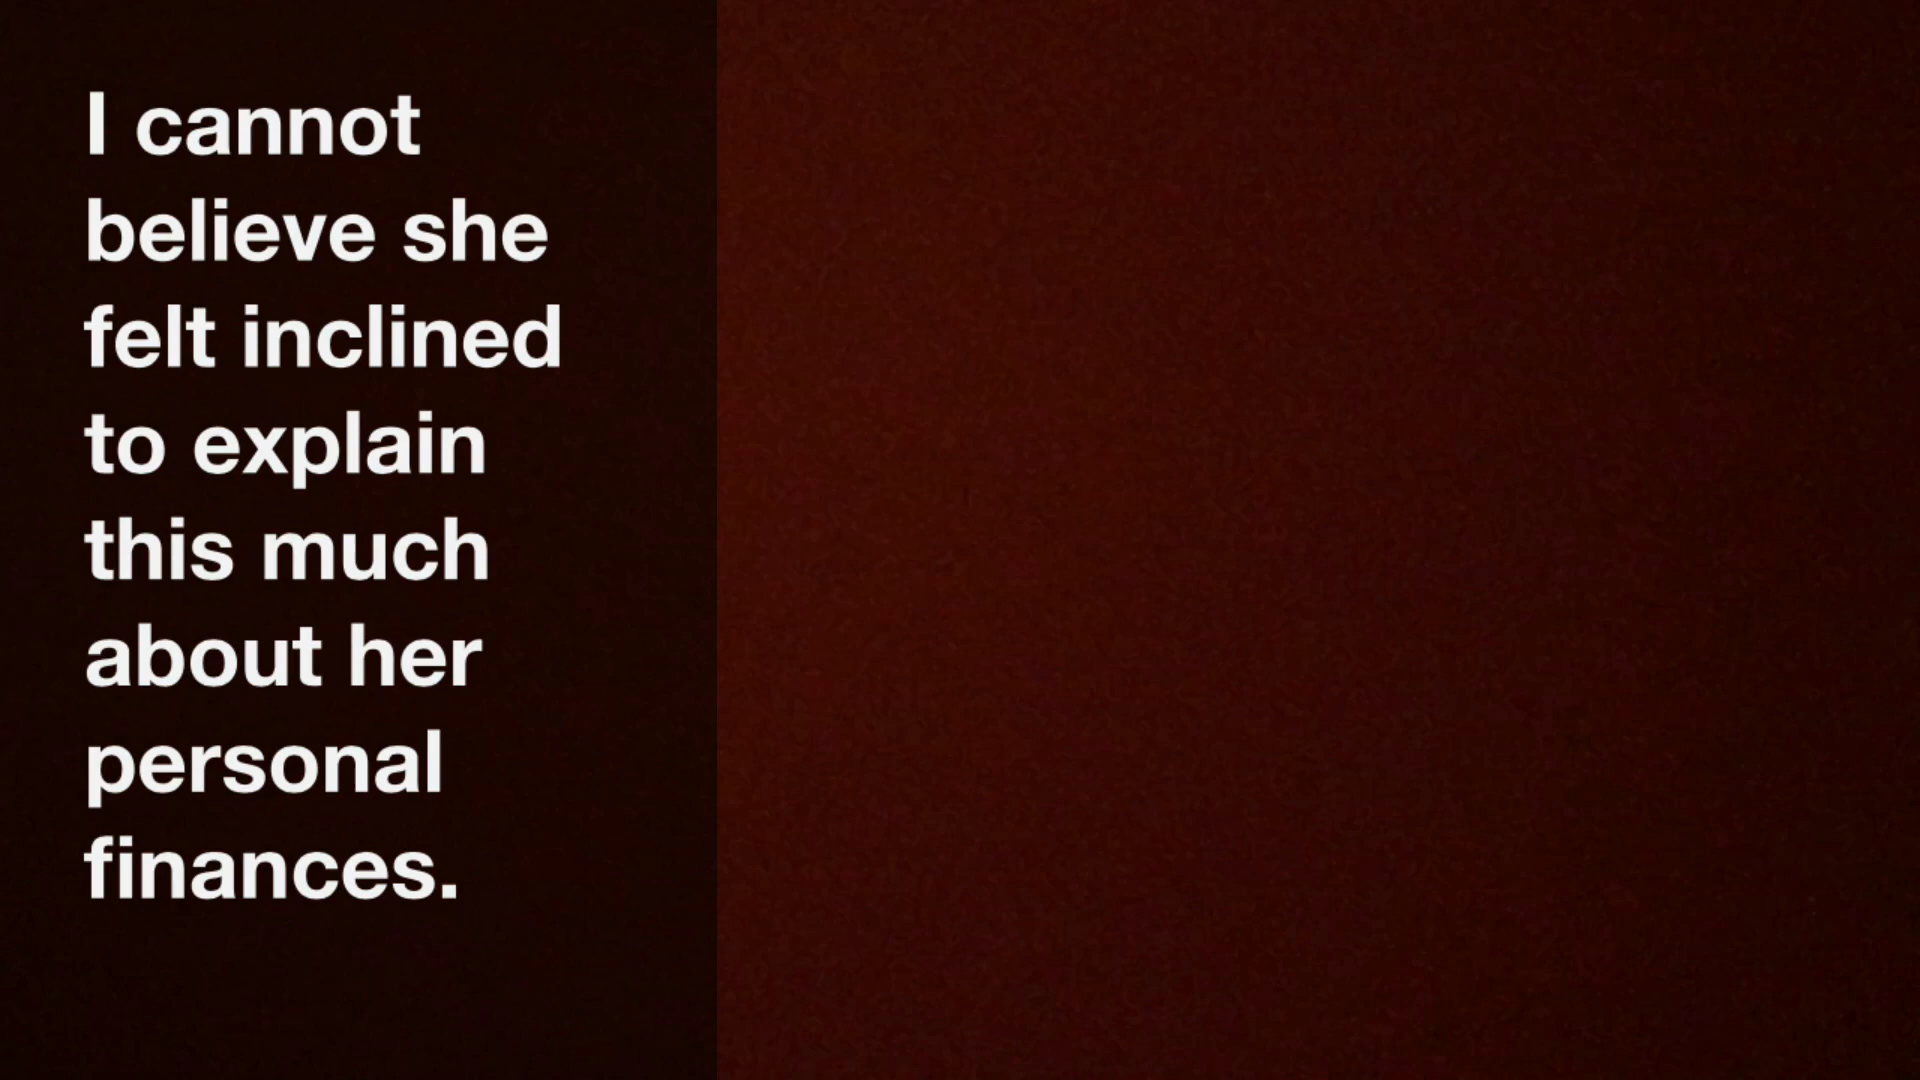 I cannot
believe she
felt inclined
to explain
this much
about her
personal
finances.